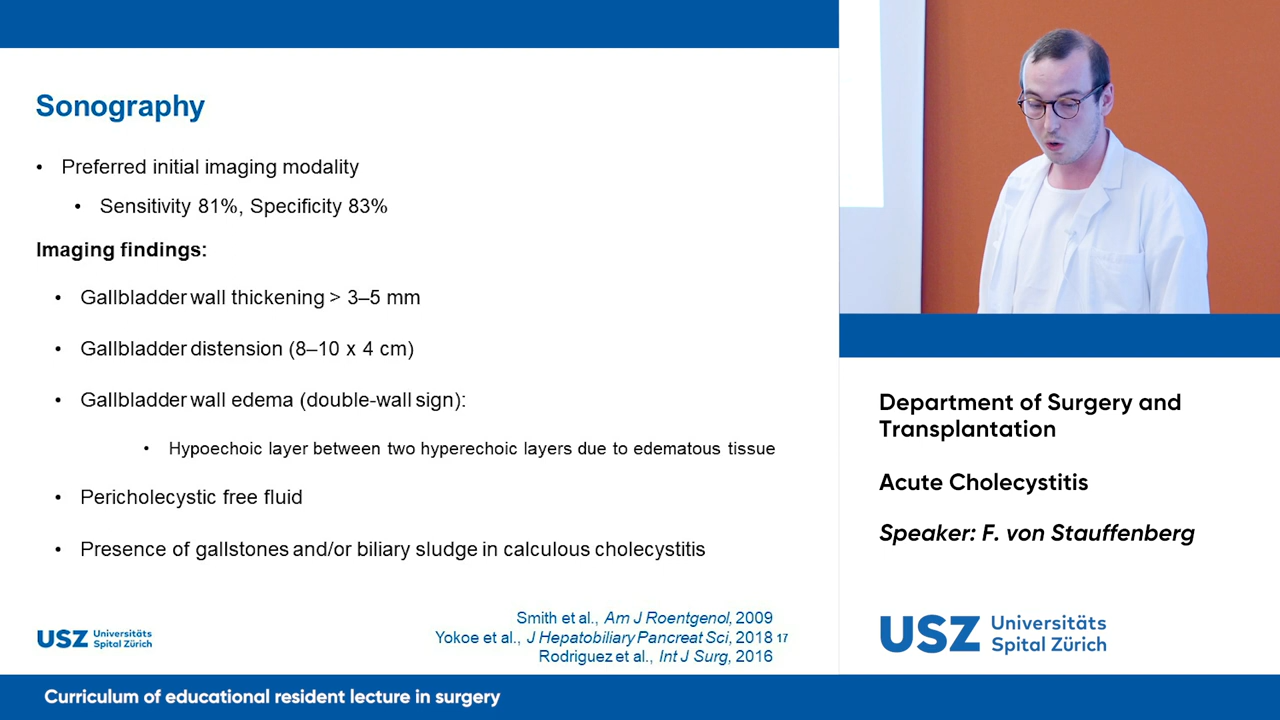 Sonography
• Preferred initial imaging modality
• Sensitivity 81%, Specificity 83%
Imaging findings:
• Gallbladder wall thickening > 3–5 mm
• Gallbladder distension (8–10 x 4 cm)
• Gallbladder wall edema (double-wall sign):
• Hypoechoic layer between two hyperechoic layers due to edematous tissue
• Pericholecystic free fluid
• Presence of gallstones and/or biliary sludge in calculous cholecystitis
Smith et al., Am J Roentgenol, 2009
Yokoe et al., J Hepatobiliary Pancreat Sci, 2018 17
Rodriguez et al., Int J Surg, 2016
USZ Universitäts
Spital Zürich
Department of Surgery and
Transplantation
Acute Cholecystitis
Speaker: F. von Stauffenberg
USZ Universitäts
Spital Zürich
Curriculum of educational resident lecture in surgery